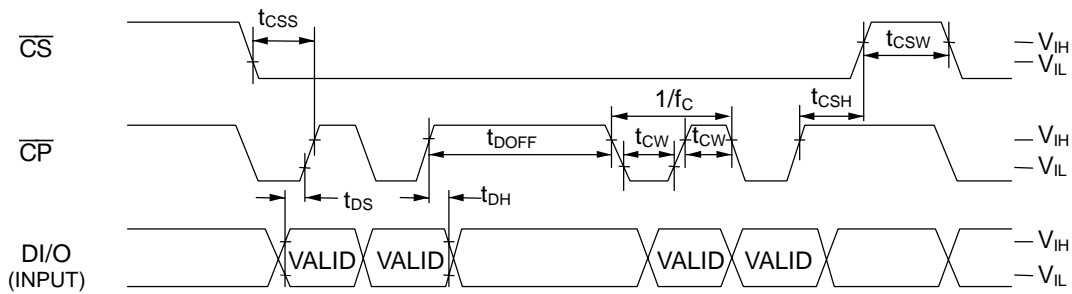 CS
tCSS
tCSW
VIH
VIL
1/fC
tCSH
CP
tDOFF
tCW
tCW
VIH
VIL
tDS
tDH
DI/O
(INPUT)
VALID
VALID
VALID
VALID
VIH
VIL